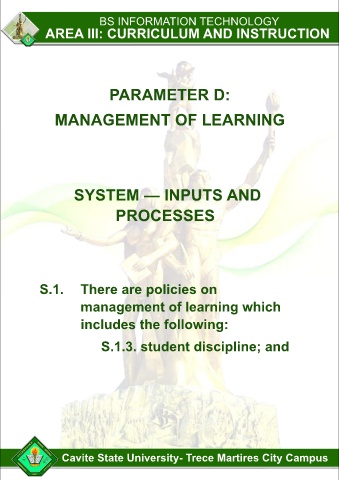 BS INFORMATION TECHNOLOGY
AREA III: CURRICULUM AND INSTRUCTION
PARAMETER D:
MANAGEMENT OF LEARNING
SYSTEM — INPUTS AND
PROCESSES
S.1. There are policies on
management of learning which
includes the following:
S.1.3. student discipline; and
Cavite State University- Trece Martires City Campus